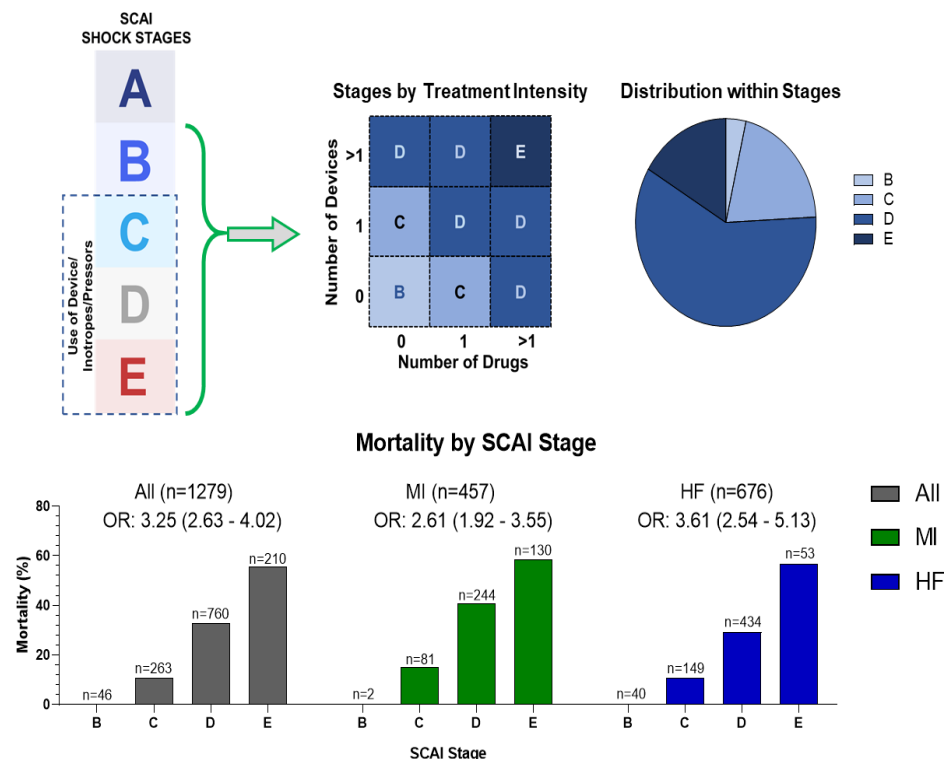 SCAI
SHOCK STAGES
A
B
C
D
E
Use of Device/
Inotropes/Pressors
Stages by Treatment Intensity
Number of Devices
>1
D
D
E
1
C
D
D
0
B
C
D
0
1
>1
Number of Drugs
Distribution within Stages
B
C
D
E
Mortality by SCAI Stage
All (n=1279)
OR: 3.25 (2.63 - 4.02)
MI (n=457)
OR: 2.61 (1.92 - 3.55)
HF (n=676)
OR: 3.61 (2.54 - 5.13)
All
MI
HF
Mortality (%)
80
60
40
20
0
n=46
n=263
n=760
n=210
n=2
n=81
n=244
n=130
n=40
n=149
n=434
n=53
B
C
D
E
B
C
D
E
B
C
D
E
SCAI Stage